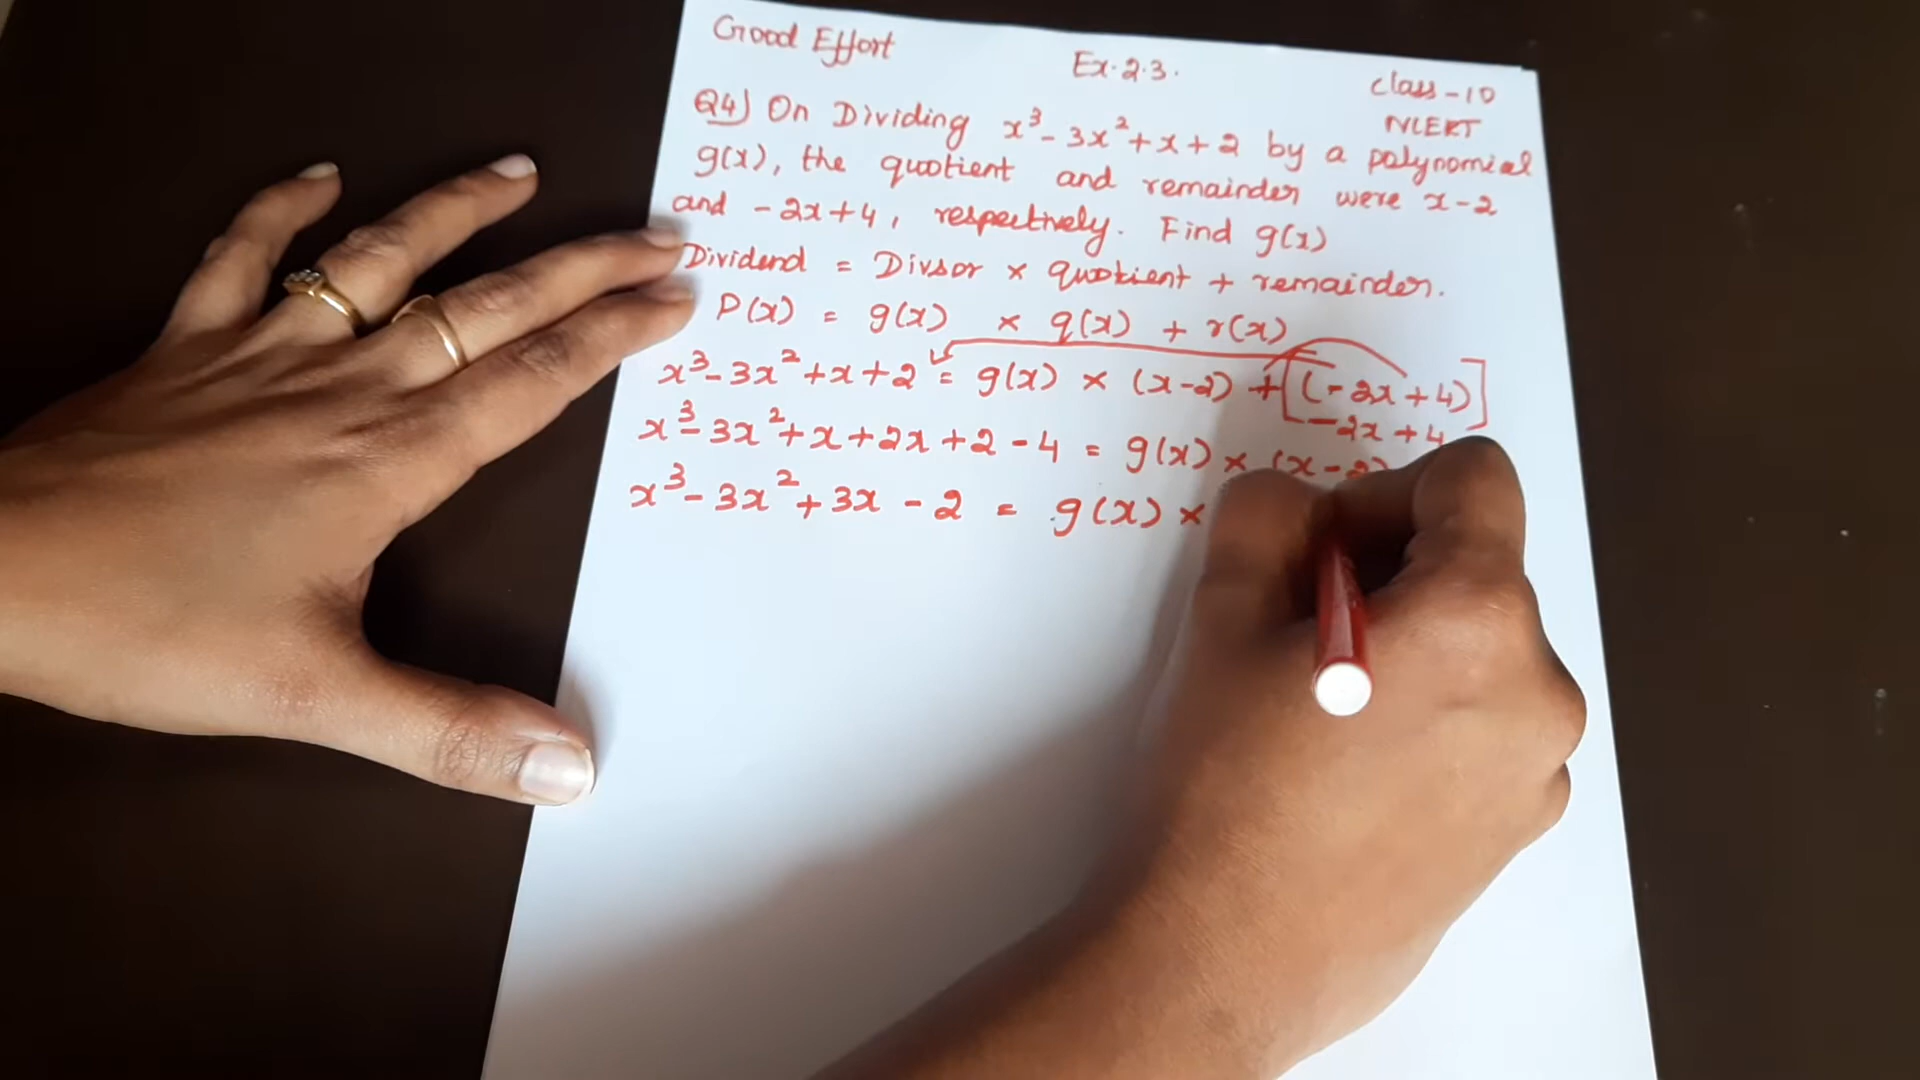 Good Effort
Ex. 2.3.
class-10
NCERT
Q4) On Dividing x³ - 3x² + x + 2 by a polynomial
g(x), the quotient and remainder were x-2
and -2x+4, respectively. Find g(x)
Dividend = Divsor × quotient + remainder.
P(x) = g(x) × q(x) + r(x)
x³ - 3x² + x + 2 = g(x) × (x-2) + [(-2x+4)]
-2x+4
x³ - 3x² + x + 2x + 2 - 4 = g(x) × (x-2)
x³ - 3x² + 3x - 2 = g(x) ×